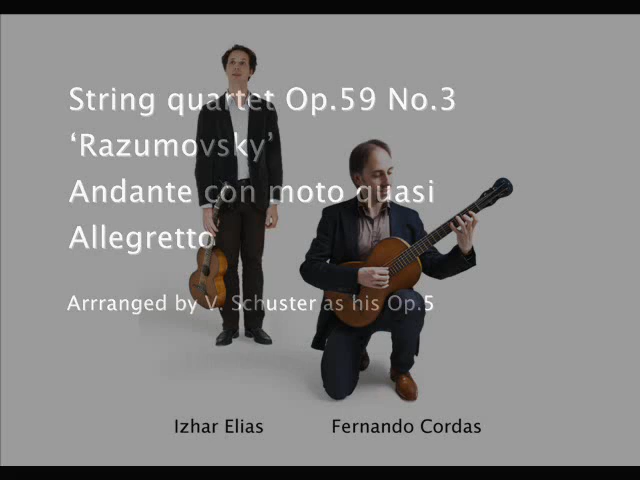 String quartet Op.59 No.3
‘Razumovsky’
Andante con moto quasi
Allegretto
Arrranged by V. Schuster as his Op.5
Izhar Elias Fernando Cordas